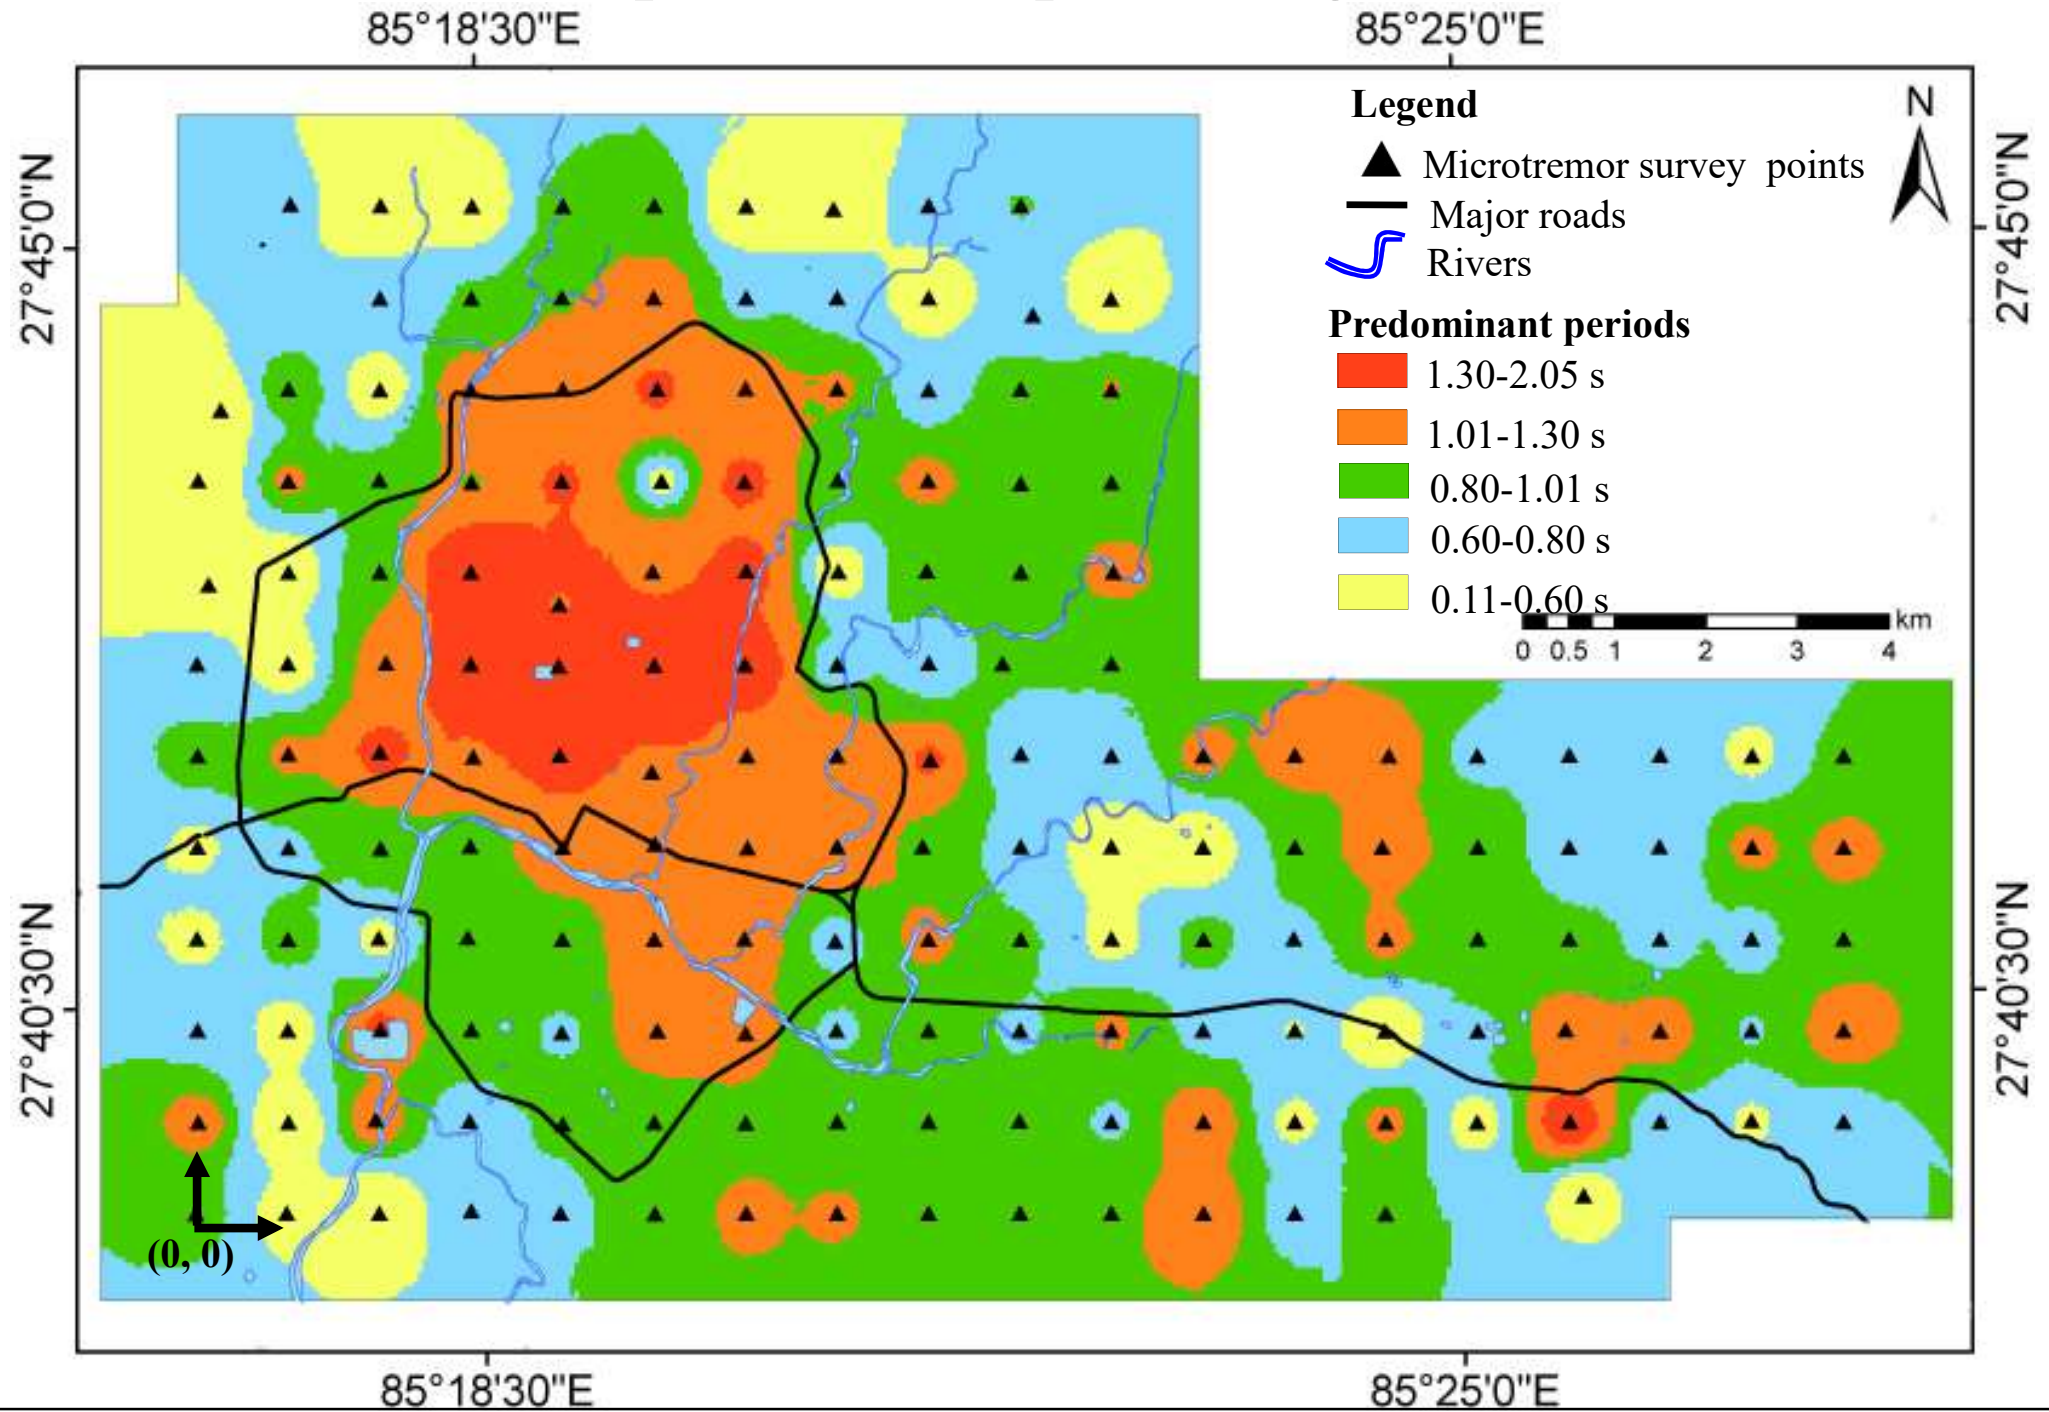 85°18'30"E
85°25'0"E
27°45'0"N
27°45'0"N
Legend
N
Microtremor survey points
Major roads
Rivers
Predominant periods
1.30-2.05 s
1.01-1.30 s
0.80-1.01 s
0.60-0.80 s
0.11-0.60 s
km
0 0.5 1 2 3 4
27°40'30"N
27°40'30"N
(0, 0)
85°18'30"E
85°25'0"E